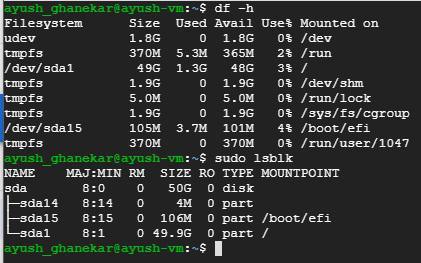 ayush_ghanekar@ayush-vm:~$ df -h
Filesystem      Size  Used Avail Use% Mounted on
udev            1.8G     0  1.8G   0% /dev
tmpfs           370M  5.3M  365M   2% /run
/dev/sda1        49G  1.3G   48G   3% /
tmpfs           1.9G     0  1.9G   0% /dev/shm
tmpfs           5.0M     0  5.0M   0% /run/lock
tmpfs           1.9G     0  1.9G   0% /sys/fs/cgroup
/dev/sda15      105M  3.7M  101M   4% /boot/efi
tmpfs           370M     0  370M   0% /run/user/1047
ayush_ghanekar@ayush-vm:~$ sudo lsblk
NAME    MAJ:MIN RM  SIZE RO TYPE MOUNTPOINT
sda       8:0    0   50G  0 disk
├─sda14   8:14   0    4M  0 part
├─sda15   8:15   0  106M  0 part /boot/efi
└─sda1    8:1    0 49.9G  0 part /
ayush_ghanekar@ayush-vm:~$